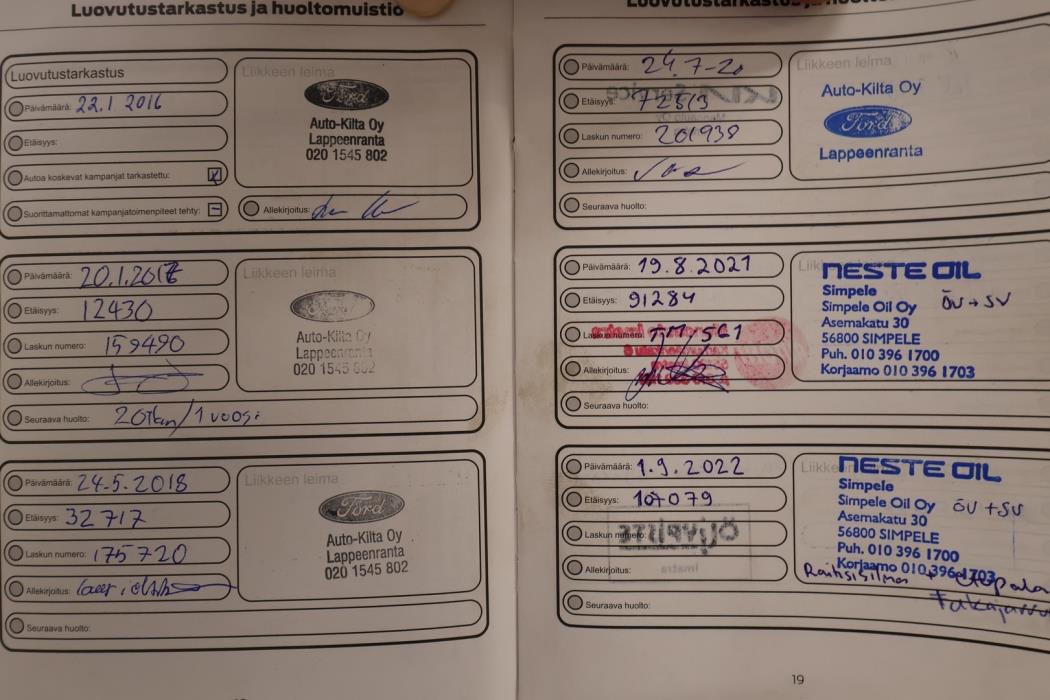 Luovutustarkastus ja huoltomuistio
Luovutustarkastus
Liikkeen leima
Päivämäärä: 22.1 2016
Etäisyys:
Autoa koskevat kampanjat tarkastettu:
Suorittamattomat kampanjatoimenpiteet tehty:
Ford
Auto-Kilta Oy
Lappeenranta
020 1545 802
Allekirjoitus:
Päivämäärä: 20.1.2017
Etäisyys: 12430
Laskun numero: 159490
Allekirjoitus:
Seuraava huolto: 20tkm/1 vuosi
Liikkeen leima
Ford
Auto-Kilta Oy
Lappeenranta
020 1545 802
Päivämäärä: 24.5.2018
Etäisyys: 32717
Laskun numero: 175720
Allekirjoitus:
Seuraava huolto:
Liikkeen leima
Ford
Auto-Kilta Oy
Lappeenranta
020 1545 802
Luovutustarkastus ja
Päivämäärä: 24.7-20
Etäisyys: 72513
Laskun numero: 201938
Allekirjoitus:
Seuraava huolto:
Liikkeen leima
Auto-Kilta Oy
Ford
Lappeenranta
Päivämäärä: 19.8.2021
Etäisyys: 91284
Laskun numero: TM/561
Allekirjoitus:
Seuraava huolto:
NESTE OIL
Simpele
Simpele Oil Oy ÖV+SV
Asemakatu 30
56800 SIMPELE
Puh. 010 396 1700
Korjaamo 010 396 1703
Päivämäärä: 1.9.2022
Etäisyys: 107079
Laskun numero:
Allekirjoitus:
Seuraava huolto:
NESTE OIL
Simpele
Simpele Oil Oy ÖV +SV
Asemakatu 30
56800 SIMPELE
Puh. 010 396 1700
Korjaamo 010 396 1703
19